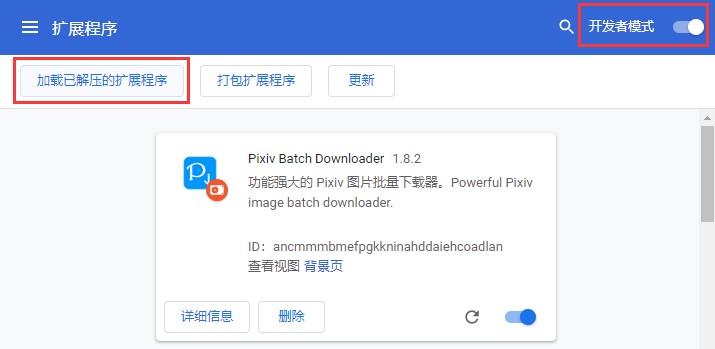 扩展程序
开发者模式
加载已解压的扩展程序
打包扩展程序
更新
Pixiv Batch Downloader 1.8.2
功能强大的 Pixiv 图片批量下载器。Powerful Pixiv
image batch downloader.
ID：ancmmmbmefpgkkninahddaiehcoadlan
查看视图 背景页
详细信息
删除